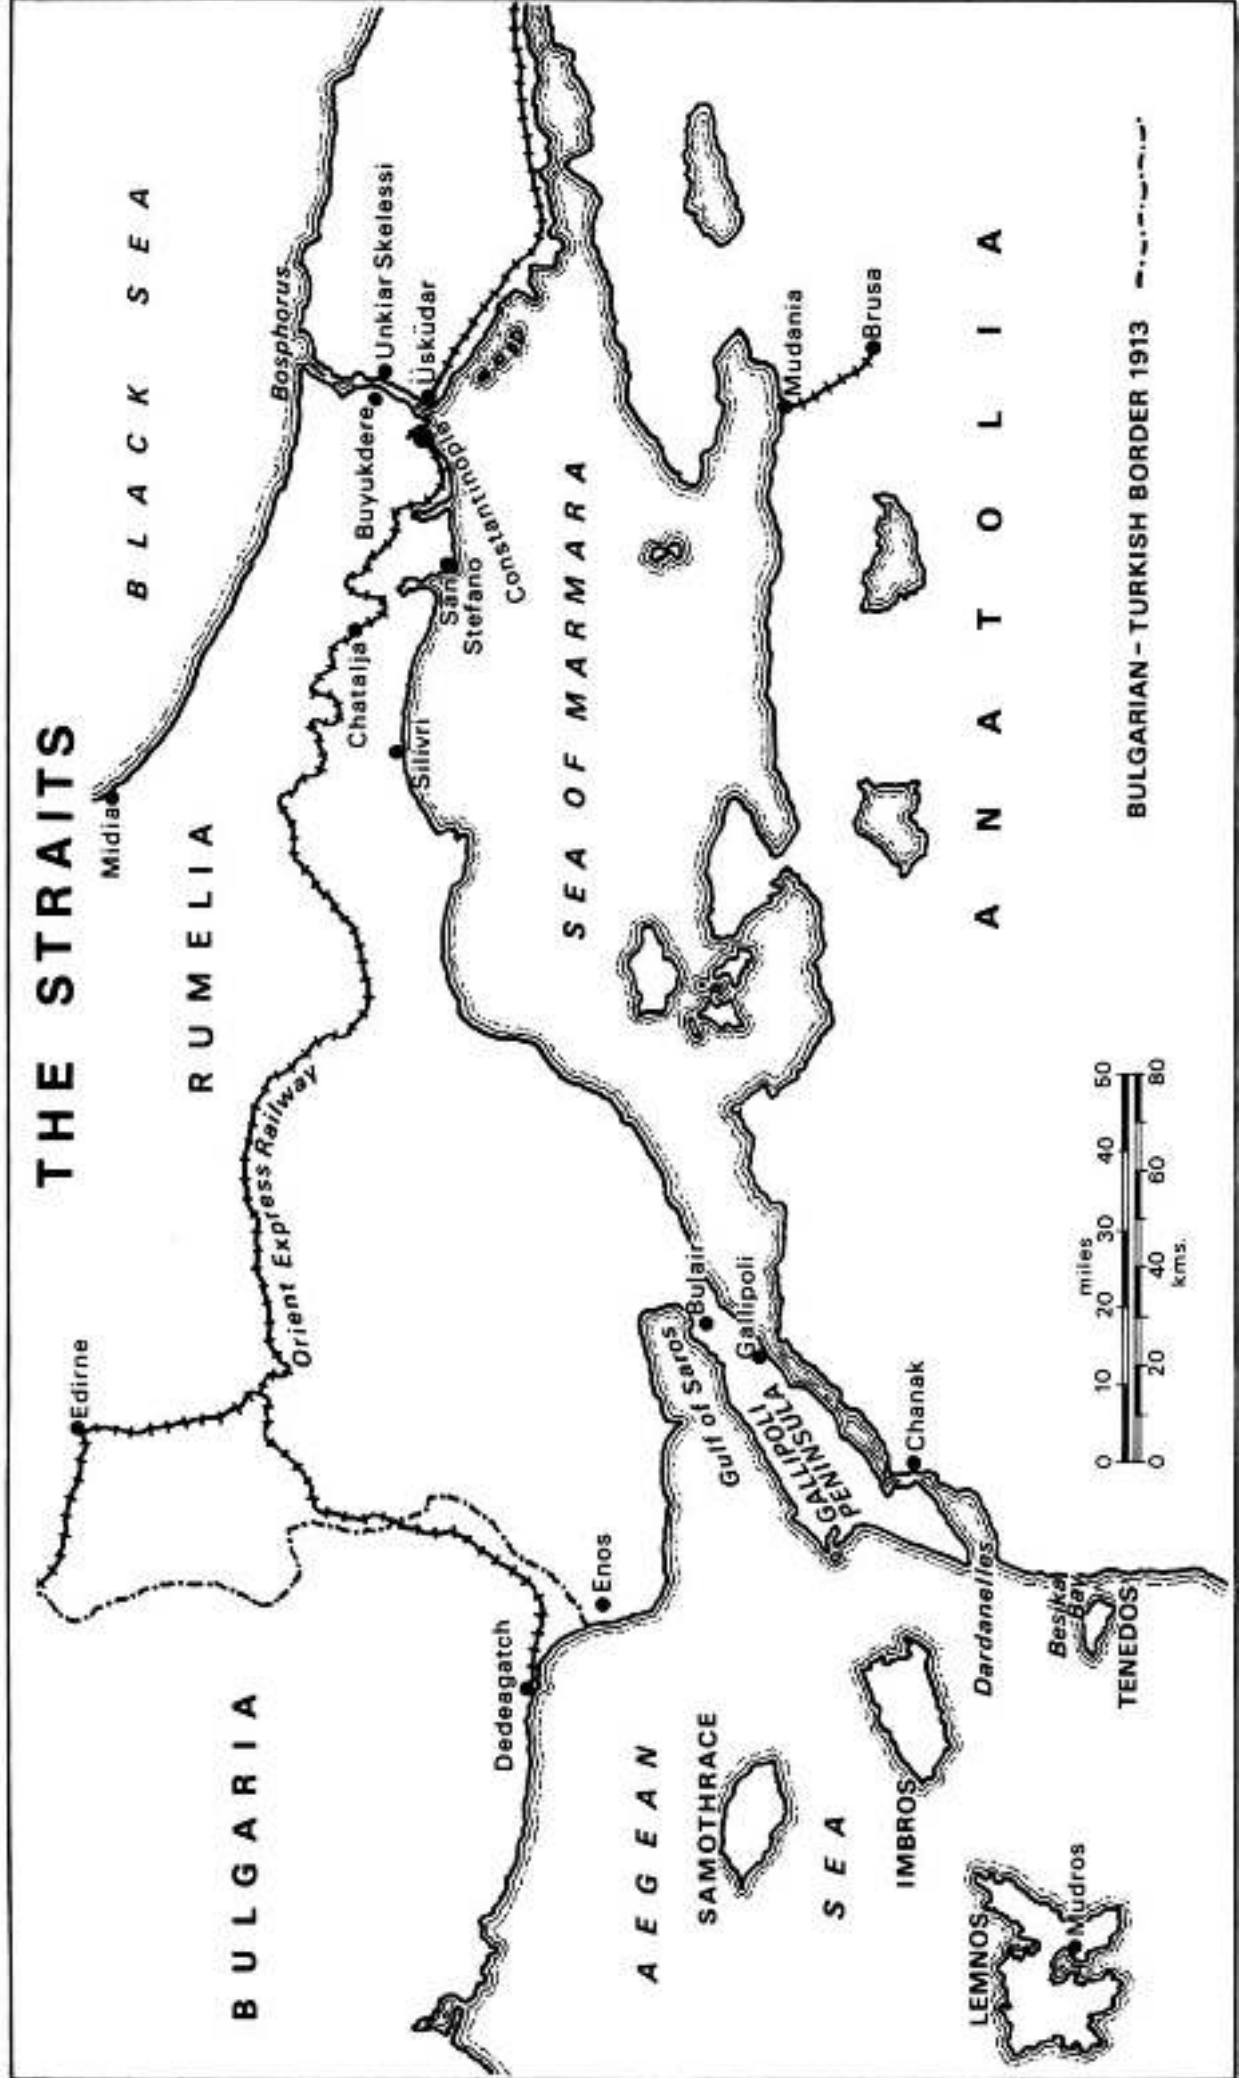 THE STRAITS
BLACK SEA
BULGARIA
RUMELIA
Edirne
Midia
Orient Express Railway
Bosphorus
Unkiar Skelessi
Buyukdere
Üsküdar
Constantinople
Chatalja
San
Stefano
Silivri
SEA OF MARMARA
Dedeagatch
Enos
Gulf of Saros
Bulair
Gallipoli
GALLIPOLI
PENINSULA
Mudania
Brusa
AEGEAN
SEA
SAMOTHRACE
IMBROS
LEMNOS
Mudros
Dardanelles
Chanak
Besika
Bay
TENEDOS
ANATOLIA
miles
0 10 20 30 40 50
0 20 40 60 80
kms.
BULGARIAN – TURKISH BORDER 1913